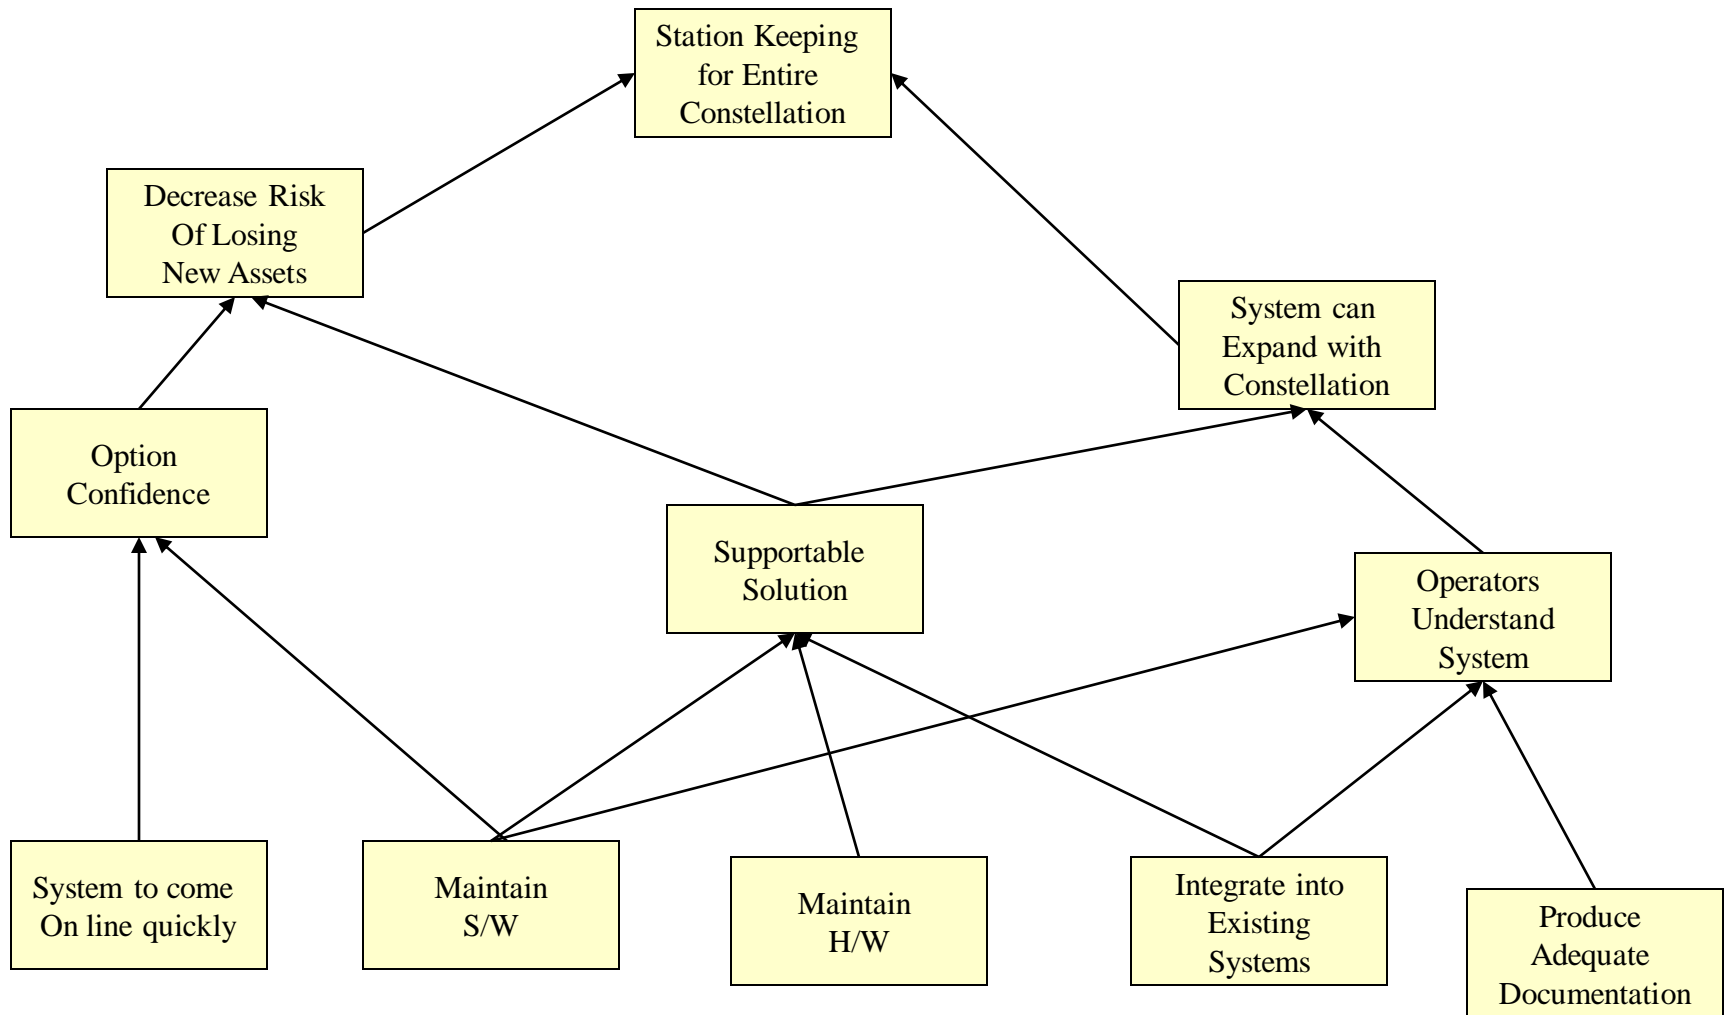 Station Keeping
for Entire
Constellation
Decrease Risk
Of Losing
New Assets
System can
Expand with
Constellation
Option
Confidence
Supportable
Solution
Operators
Understand
System
System to come
On line quickly
Maintain
S/W
Maintain
H/W
Integrate into
Existing
Systems
Produce
Adequate
Documentation